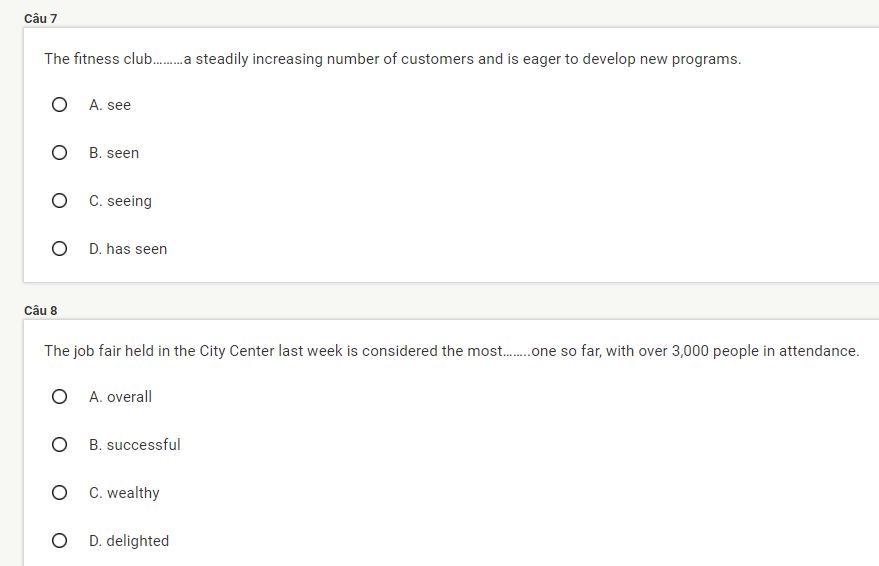 Câu 7
The fitness club.........a steadily increasing number of customers and is eager to develop new programs.
A. see
B. seen
C. seeing
D. has seen
Câu 8
The job fair held in the City Center last week is considered the most........one so far, with over 3,000 people in attendance.
A. overall
B. successful
C. wealthy
D. delighted